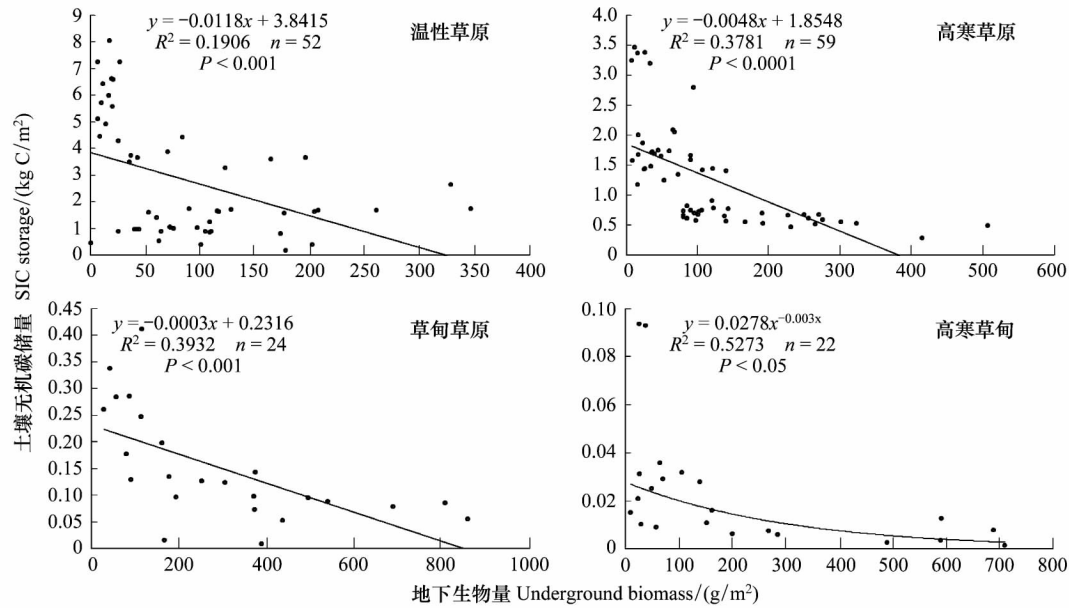 y = −0.0118x + 3.8415
R² = 0.1906 n = 52
P < 0.001
温性草原
9
8
7
6
5
4
3
2
1
0
0 50 100 150 200 250 300 350 400
y = −0.0048x + 1.8548
R² = 0.3781 n = 59
P < 0.0001
高寒草原
4.0
3.5
3.0
2.5
2.0
1.5
1.0
0.5
0
0 100 200 300 400 500 600
土壤无机碳储量 SIC storage/(kg C/m²)
y = −0.0003x + 0.2316
R² = 0.3932 n = 24
P < 0.001
草甸草原
0.45
0.40
0.35
0.30
0.25
0.20
0.15
0.10
0.05
0
0 200 400 600 800 1000
y = 0.0278x⁻⁰·⁰⁰³ˣ
R² = 0.5273 n = 22
P < 0.05
高寒草甸
0.10
0.08
0.06
0.04
0.02
0
0 100 200 300 400 500 600 700 800
地下生物量 Underground biomass/(g/m²)